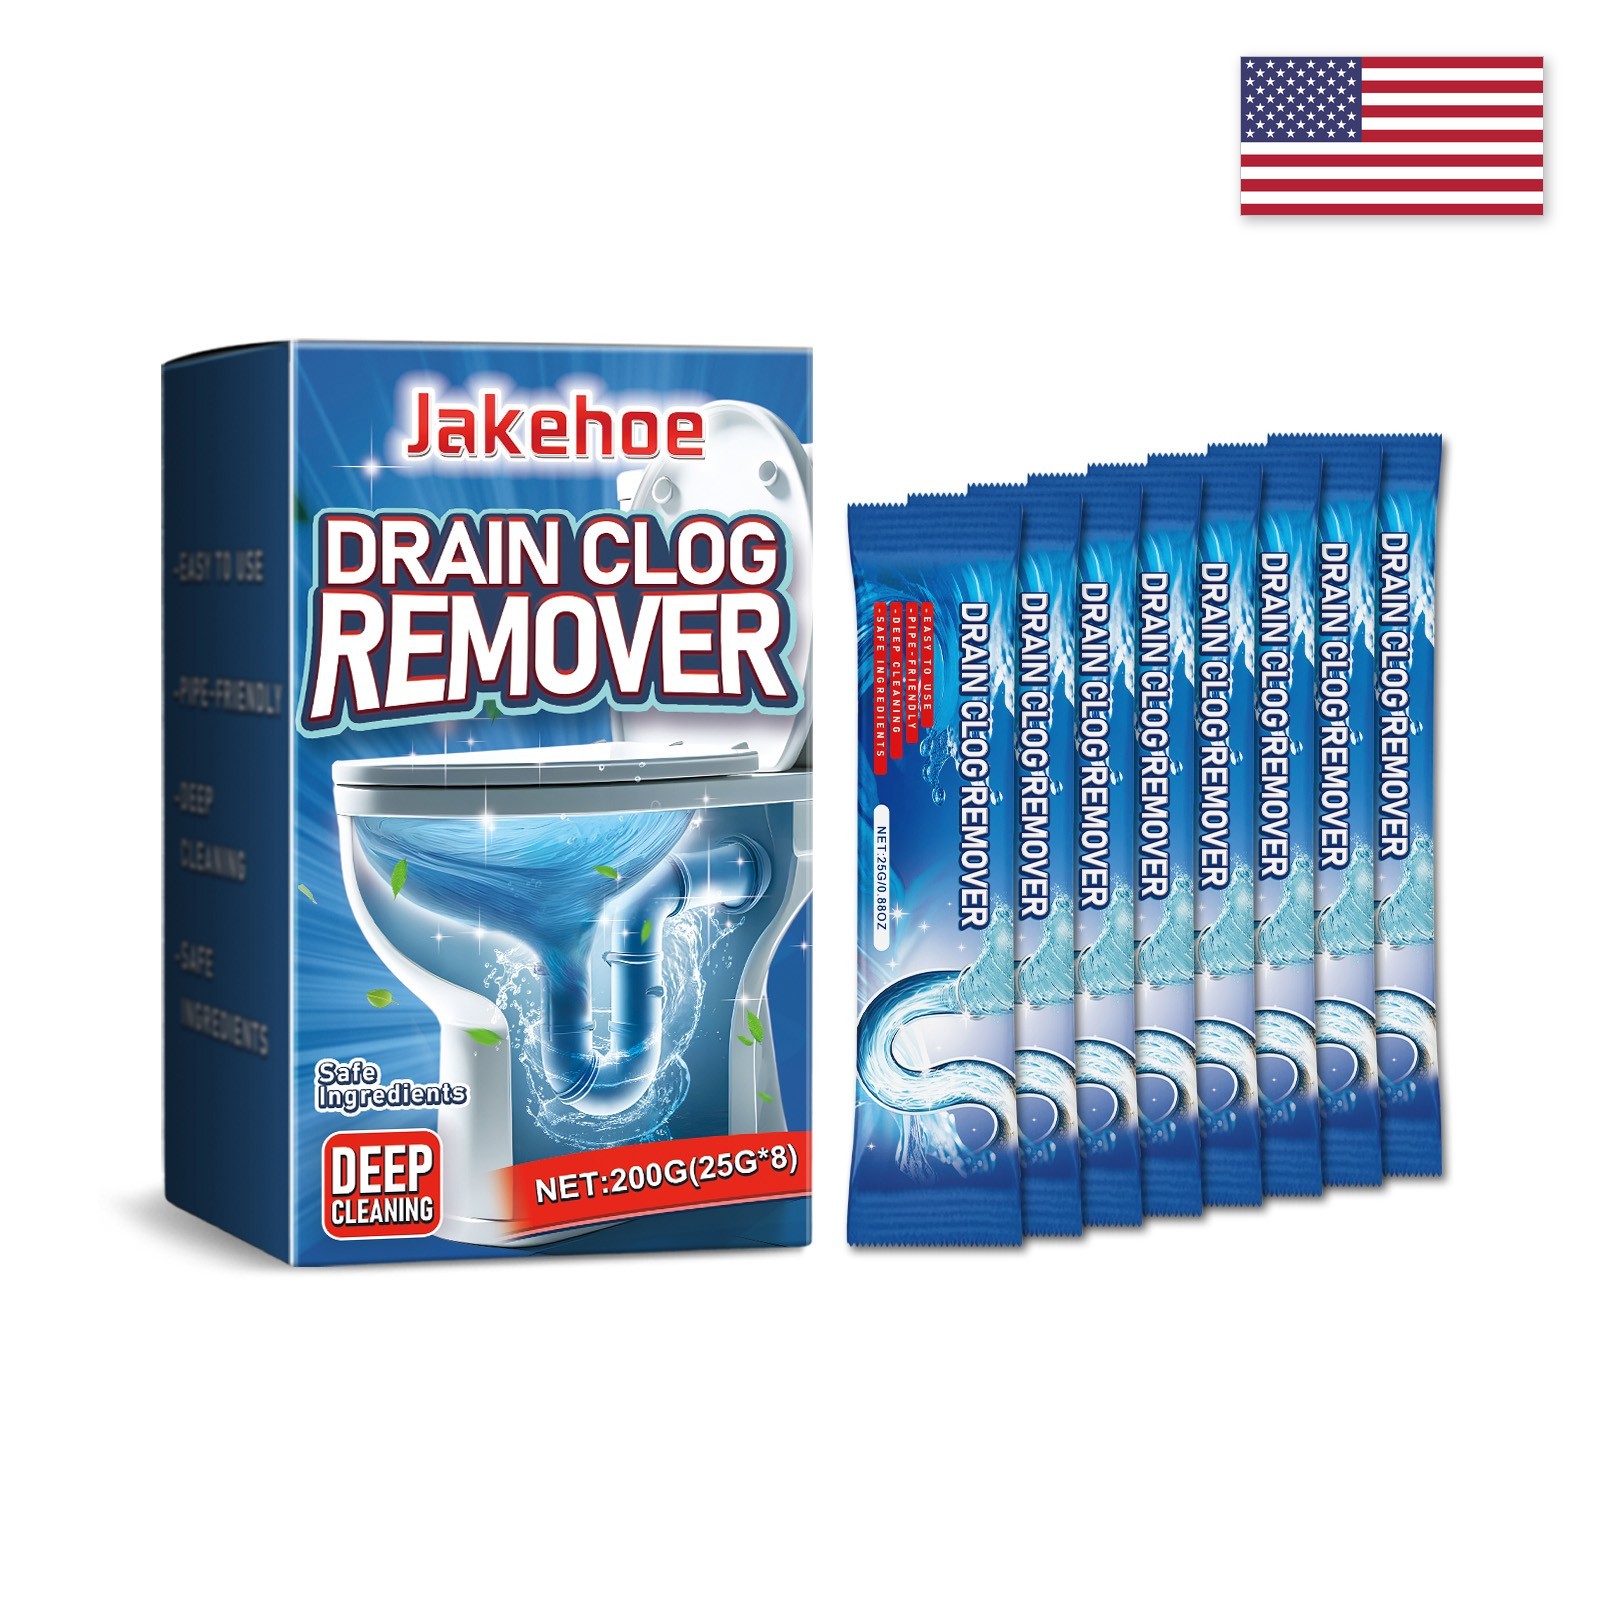 Jakehoe
DRAIN CLOG
REMOVER
-EASY TO USE
-PIPE-FRIENDLY
-DEEP
CLEANING
-SAFE
INGREDIENTS
Safe
Ingredients
DEEP
CLEANING
NET:200G(25G*8)
-EASY TO USE
-PIPE-FRIENDLY
-DEEP CLEANING
-SAFE INGREDIENTS
NET:25G/0.88OZ
DRAIN CLOG REMOVER
DRAIN CLOG REMOVER
DRAIN CLOG REMOVER
DRAIN CLOG REMOVER
DRAIN CLOG REMOVER
DRAIN CLOG REMOVER
DRAIN CLOG REMOVER
DRAIN CLOG REMOVER